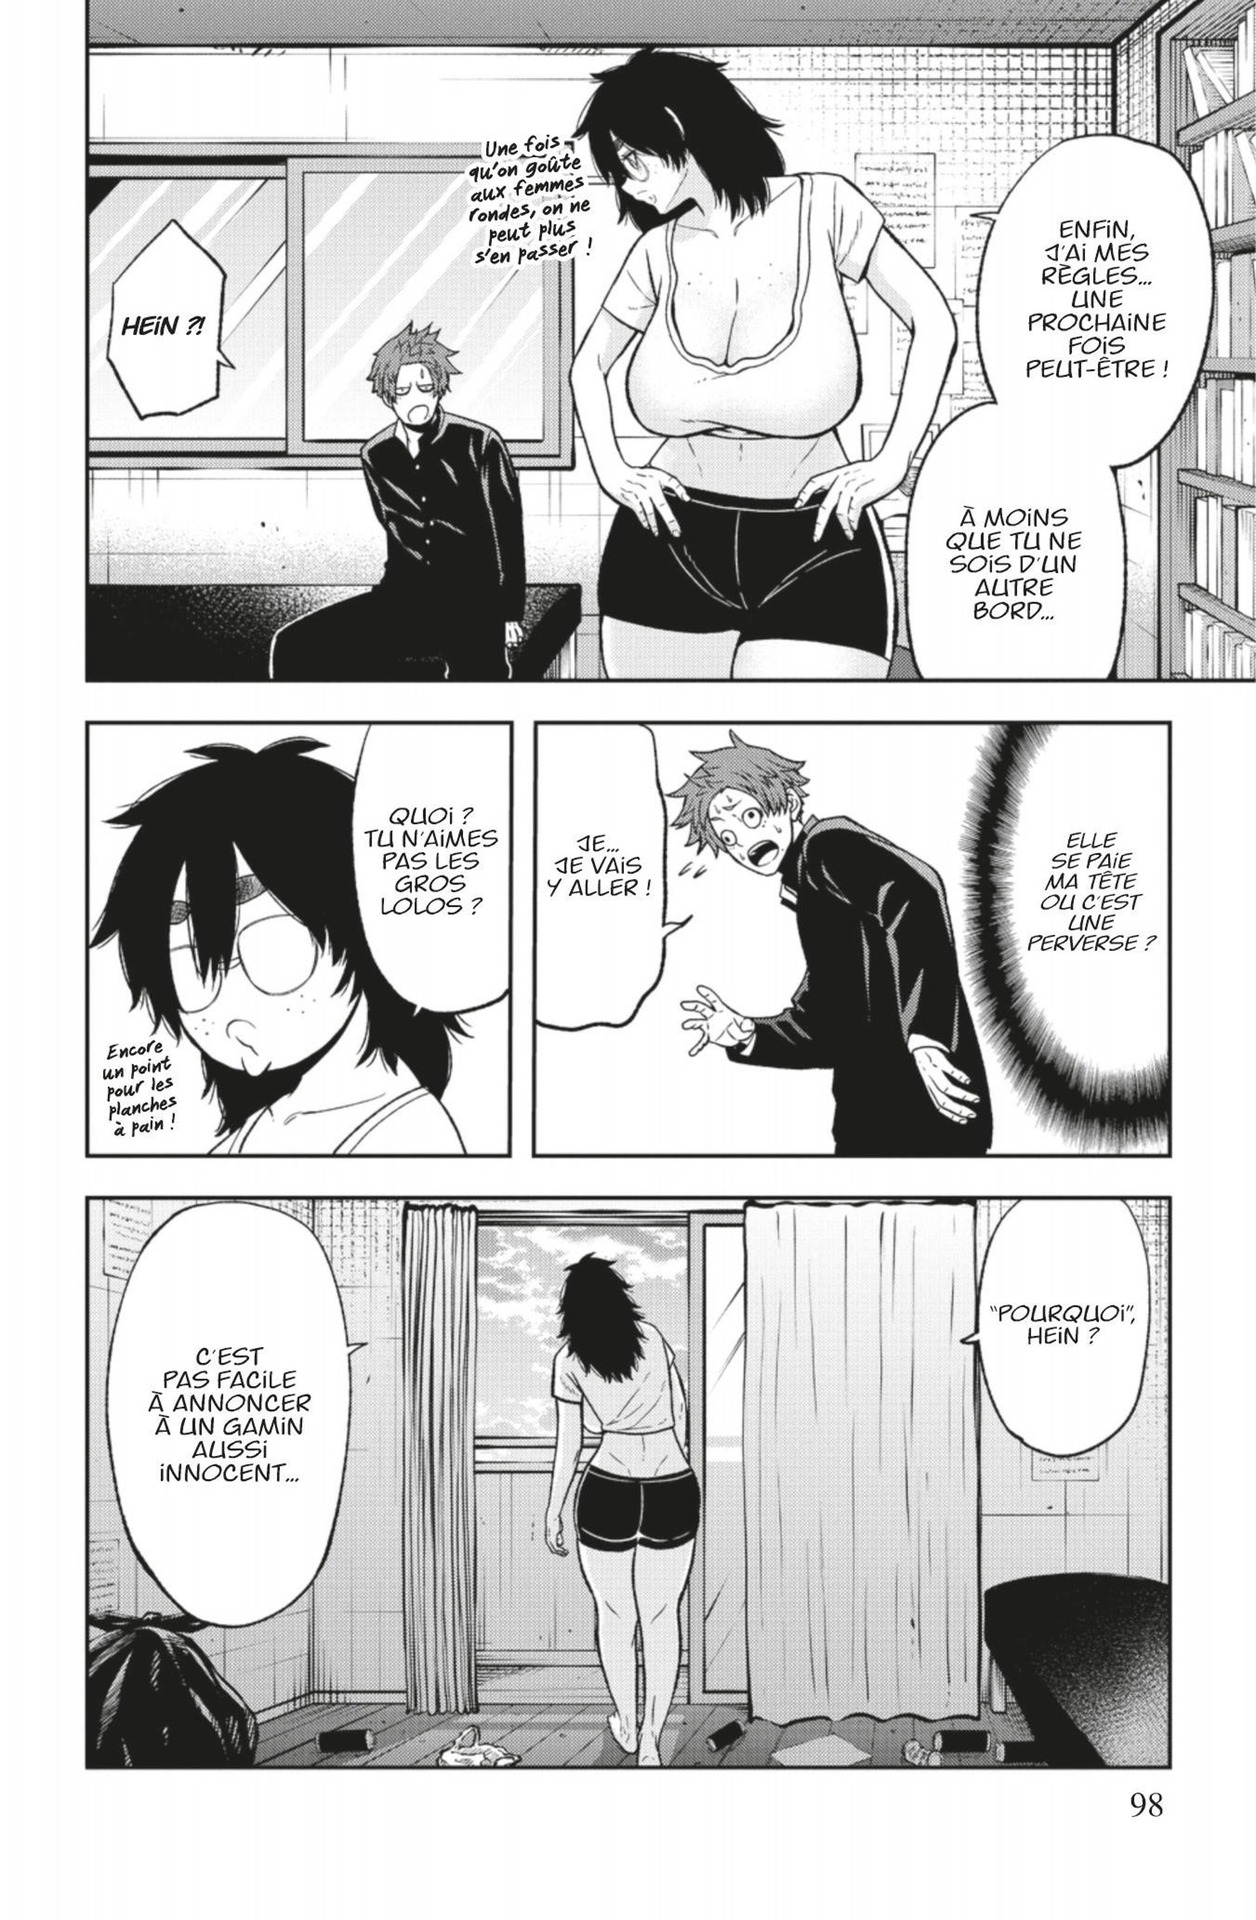 ENFIN,
J'AI MES
RÈGLES...
UNE
PROCHAINE
FOIS
PEUT-ÊTRE !
À MOINS
QUE TU NE
SOIS D'UN
AUTRE
BORD...
Une fois
qu'on goûte
aux femmes
rondes, on ne
peut plus
s'en passer !
HEIN ?!
ELLE
SE PAIE
MA TÊTE
OU C'EST
UNE
PERVERSE ?
JE...
JE VAIS
Y ALLER !
QUOI ?
TU N'AIMES
PAS LES
GROS
LOLOS ?
Encore
un point
pour les
planches
à pain !
"POURQUOI",
HEIN ?
C'EST
PAS FACILE
À ANNONCER
À UN GAMIN
AUSSI
INNOCENT...
98